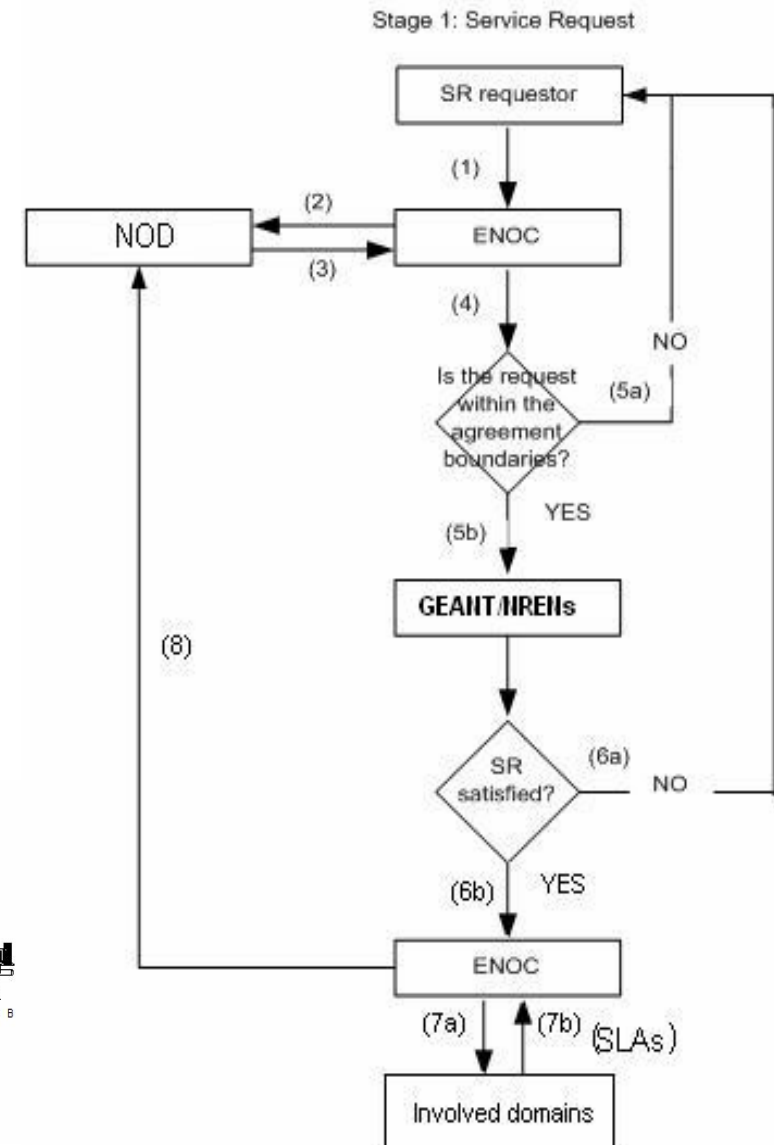 Stage 1: Service Request
SR requestor
(1)
(2)
NOD
ENOC
(3)
(4)
NO
Is the request
within the
agreement
boundaries?
(5a)
YES
(5b)
GEANT/NRENs
(8)
SR
satisfied?
(6a)
NO
(6b)
YES
ENOC
B
(7a)
(7b)
(SLAs)
Involved domains